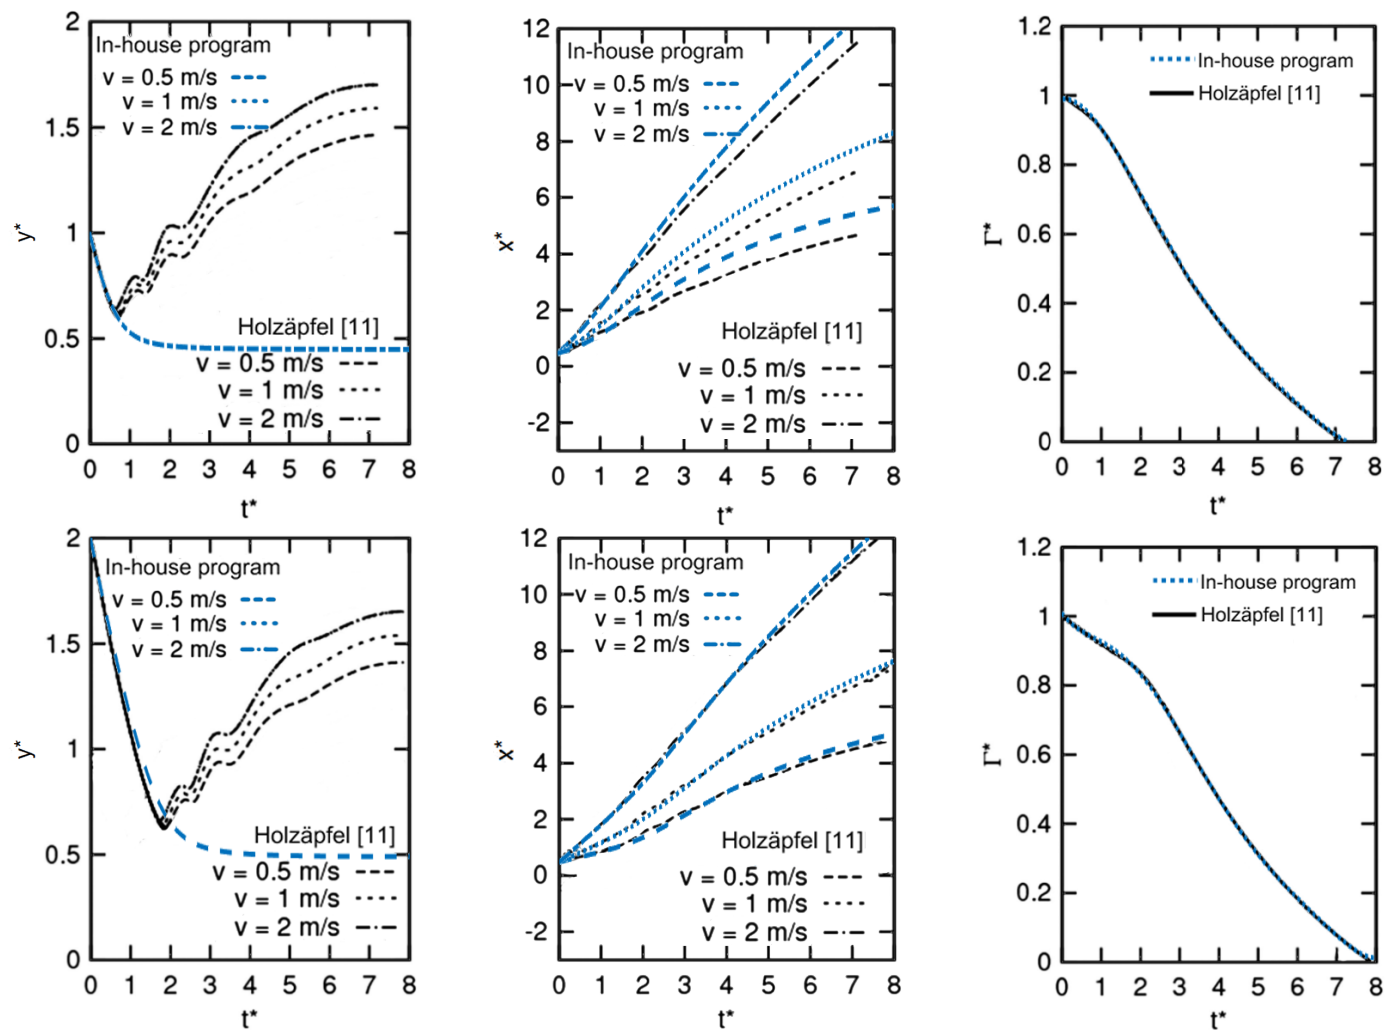 2
1.5
1
0.5
0
y*
In-house program
v = 0.5 m/s
v = 1 m/s
v = 2 m/s
Holzäpfel [11]
v = 0.5 m/s
v = 1 m/s
v = 2 m/s
0 1 2 3 4 5 6 7 8
t*
12
10
8
6
4
2
0
-2
x*
In-house program
v = 0.5 m/s
v = 1 m/s
v = 2 m/s
Holzäpfel [11]
v = 0.5 m/s
v = 1 m/s
v = 2 m/s
0 1 2 3 4 5 6 7 8
t*
1.2
1
0.8
0.6
0.4
0.2
0
Γ*
In-house program
Holzäpfel [11]
0 1 2 3 4 5 6 7 8
t*
2
1.5
1
0.5
0
y*
In-house program
v = 0.5 m/s
v = 1 m/s
v = 2 m/s
Holzäpfel [11]
v = 0.5 m/s
v = 1 m/s
v = 2 m/s
0 1 2 3 4 5 6 7 8
t*
12
10
8
6
4
2
0
-2
x*
In-house program
v = 0.5 m/s
v = 1 m/s
v = 2 m/s
Holzäpfel [11]
v = 0.5 m/s
v = 1 m/s
v = 2 m/s
0 1 2 3 4 5 6 7 8
t*
1.2
1
0.8
0.6
0.4
0.2
0
Γ*
In-house program
Holzäpfel [11]
0 1 2 3 4 5 6 7 8
t*